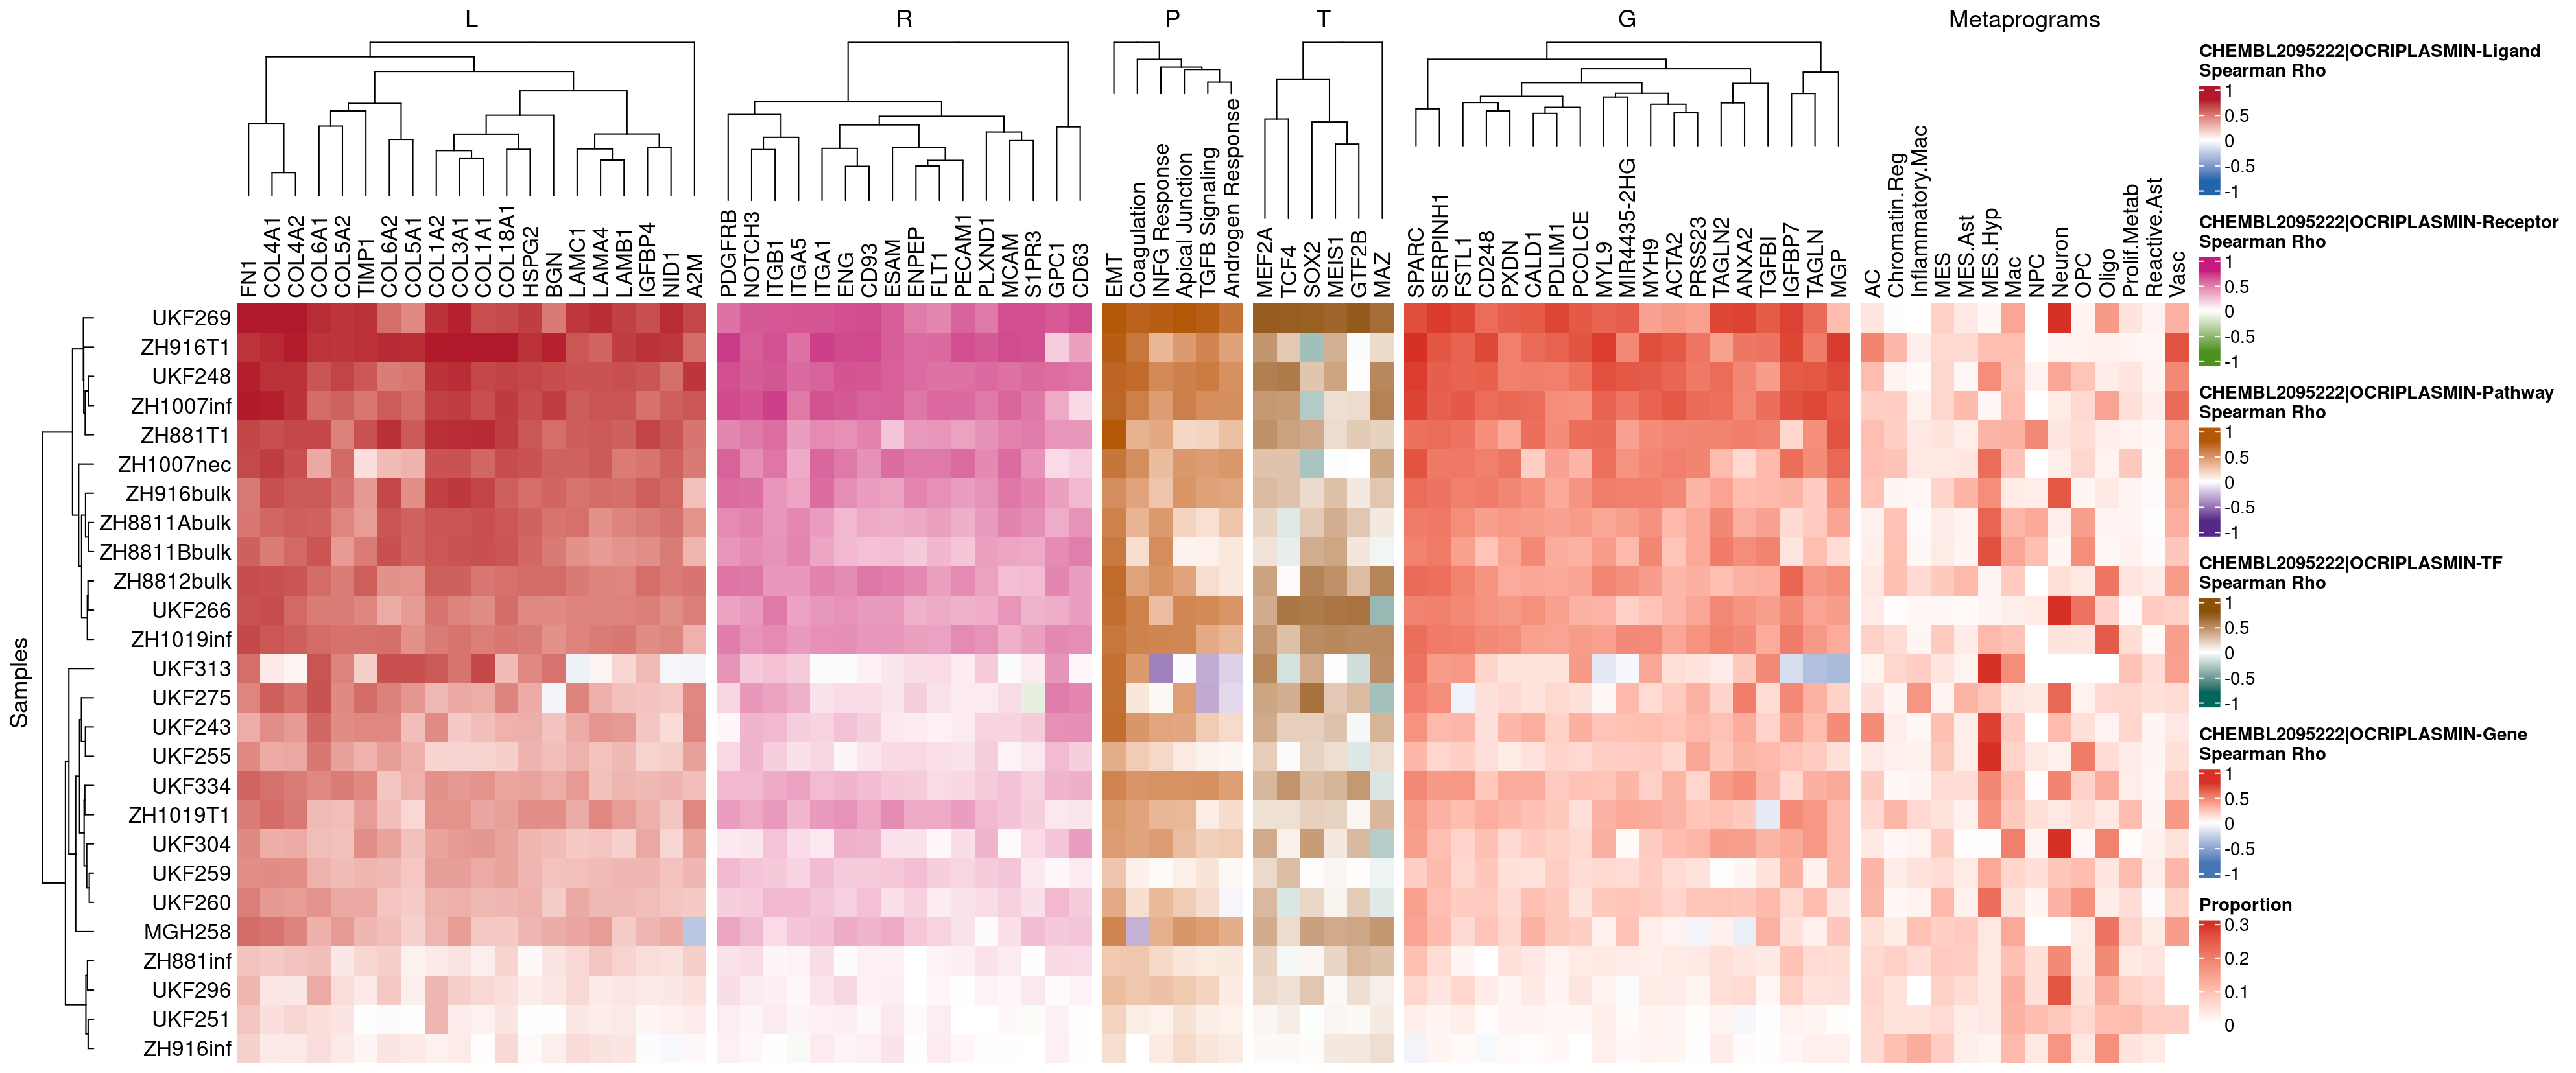 L
R
P
T
G
Metaprograms
FN1
COL4A1
COL4A2
COL6A1
COL5A2
TIMP1
COL6A2
COL5A1
COL1A2
COL3A1
COL1A1
COL18A1
HSPG2
BGN
LAMC1
LAMA4
LAMB1
IGFBP4
NID1
A2M
PDGFRB
NOTCH3
ITGB1
ITGA5
ITGA1
ENG
CD93
ESAM
ENPEP
FLT1
PECAM1
PLXND1
MCAM
S1PR3
GPC1
CD63
EMT
Coagulation
INFG Response
Apical Junction
TGFB Signaling
Androgen Response
MEF2A
TCF4
SOX2
MEIS1
GTF2B
MAZ
SPARC
SERPINH1
FSTL1
CD248
PXDN
CALD1
PDLIM1
PCOLCE
MYL9
MIR4435-2HG
MYH9
ACTA2
PRSS23
TAGLN2
ANXA2
TGFBI
IGFBP7
TAGLN
MGP
AC
Chromatin.Reg
Inflammatory.Mac
MES
MES.Ast
MES.Hyp
Mac
NPC
Neuron
OPC
Oligo
Prolif.Metab
Reactive.Ast
Vasc
Samples
UKF269
ZH916T1
UKF248
ZH1007inf
ZH881T1
ZH1007nec
ZH916bulk
ZH8811Abulk
ZH8811Bbulk
ZH8812bulk
UKF266
ZH1019inf
UKF313
UKF275
UKF243
UKF255
UKF334
ZH1019T1
UKF304
UKF259
UKF260
MGH258
ZH881inf
UKF296
UKF251
ZH916inf
CHEMBL2095222|OCRIPLASMIN-Ligand
Spearman Rho
1
0.5
0
-0.5
-1
CHEMBL2095222|OCRIPLASMIN-Receptor
Spearman Rho
1
0.5
0
-0.5
-1
CHEMBL2095222|OCRIPLASMIN-Pathway
Spearman Rho
1
0.5
0
-0.5
-1
CHEMBL2095222|OCRIPLASMIN-TF
Spearman Rho
1
0.5
0
-0.5
-1
CHEMBL2095222|OCRIPLASMIN-Gene
Spearman Rho
1
0.5
0
-0.5
-1
Proportion
0.3
0.2
0.1
0